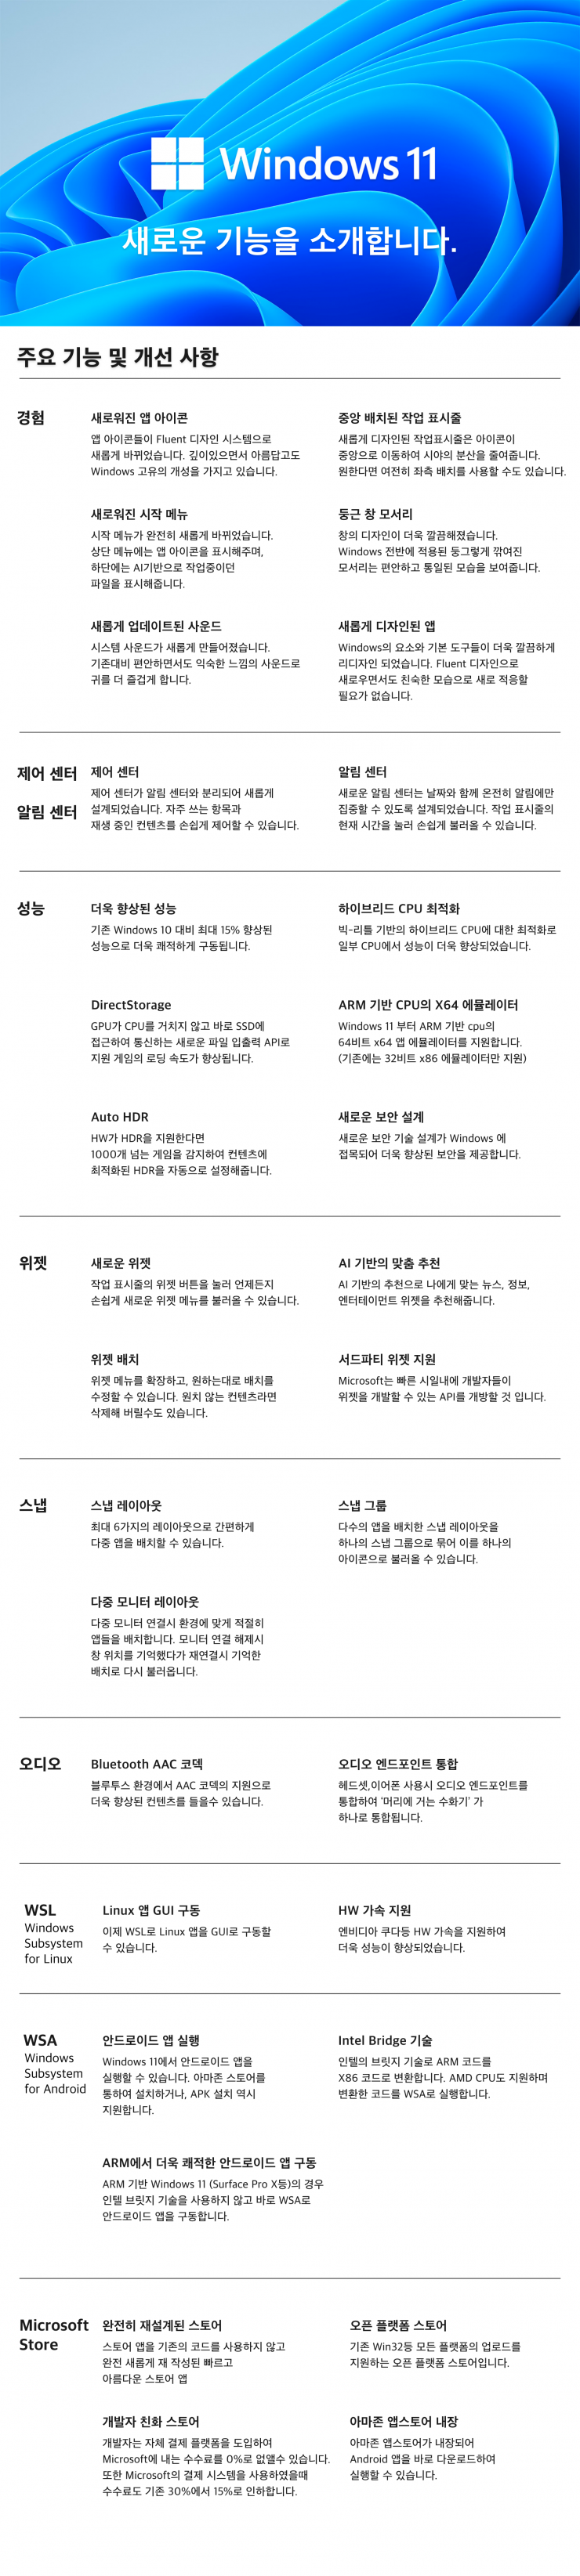 Windows 11
새로운 기능을 소개합니다.
주요 기능 및 개선 사항
경험
새로워진 앱 아이콘
앱 아이콘들이 Fluent 디자인 시스템으로
새롭게 바뀌었습니다. 깊이있으면서 아름답고도
Windows 고유의 개성을 가지고 있습니다.
중앙 배치된 작업 표시줄
새롭게 디자인된 작업표시줄은 아이콘이
중앙으로 이동하여 시야의 분산을 줄여줍니다.
원한다면 여전히 좌측 배치를 사용할 수도 있습니다.
새로워진 시작 메뉴
시작 메뉴가 완전히 새롭게 바뀌었습니다.
상단 메뉴에는 앱 아이콘을 표시해주며,
하단에는 AI기반으로 작업중이던
파일을 표시해줍니다.
둥근 창 모서리
창의 디자인이 더욱 깔끔해졌습니다.
Windows 전반에 적용된 둥그렇게 깎여진
모서리는 편안하고 통일된 모습을 보여줍니다.
새롭게 업데이트된 사운드
시스템 사운드가 새롭게 만들어졌습니다.
기존대비 편안하면서도 익숙한 느낌의 사운드로
귀를 더 즐겁게 합니다.
새롭게 디자인된 앱
Windows의 요소와 기본 도구들이 더욱 깔끔하게
리디자인 되었습니다. Fluent 디자인으로
새로우면서도 친숙한 모습으로 새로 적응할
필요가 없습니다.
제어 센터
알림 센터
제어 센터
제어 센터가 알림 센터와 분리되어 새롭게
설계되었습니다. 자주 쓰는 항목과
재생 중인 컨텐츠를 손쉽게 제어할 수 있습니다.
알림 센터
새로운 알림 센터는 날짜와 함께 온전히 알림에만
집중할 수 있도록 설계되었습니다. 작업 표시줄의
현재 시간을 눌러 손쉽게 불러올 수 있습니다.
성능
더욱 향상된 성능
기존 Windows 10 대비 최대 15% 향상된
성능으로 더욱 쾌적하게 구동됩니다.
하이브리드 CPU 최적화
빅-리틀 기반의 하이브리드 CPU에 대한 최적화로
일부 CPU에서 성능이 더욱 향상되었습니다.
DirectStorage
GPU가 CPU를 거치지 않고 바로 SSD에
접근하여 통신하는 새로운 파일 입출력 API로
지원 게임의 로딩 속도가 향상됩니다.
ARM 기반 CPU의 X64 에뮬레이터
Windows 11 부터 ARM 기반 cpu의
64비트 x64 앱 에뮬레이터를 지원합니다.
(기존에는 32비트 x86 에뮬레이터만 지원)
Auto HDR
HW가 HDR을 지원한다면
1000개 넘는 게임을 감지하여 컨텐츠에
최적화된 HDR을 자동으로 설정해줍니다.
새로운 보안 설계
새로운 보안 기술 설계가 Windows 에
접목되어 더욱 향상된 보안을 제공합니다.
위젯
새로운 위젯
작업 표시줄의 위젯 버튼을 눌러 언제든지
손쉽게 새로운 위젯 메뉴를 불러올 수 있습니다.
AI 기반의 맞춤 추천
AI 기반의 추천으로 나에게 맞는 뉴스, 정보,
엔터테이먼트 위젯을 추천해줍니다.
위젯 배치
위젯 메뉴를 확장하고, 원하는대로 배치를
수정할 수 있습니다. 원치 않는 컨텐츠라면
삭제해 버릴수도 있습니다.
서드파티 위젯 지원
Microsoft는 빠른 시일내에 개발자들이
위젯을 개발할 수 있는 API를 개방할 것 입니다.
스냅
스냅 레이아웃
최대 6가지의 레이아웃으로 간편하게
다중 앱을 배치할 수 있습니다.
스냅 그룹
다수의 앱을 배치한 스냅 레이아웃을
하나의 스냅 그룹으로 묶어 이를 하나의
아이콘으로 불러올 수 있습니다.
다중 모니터 레이아웃
다중 모니터 연결시 환경에 맞게 적절히
앱들을 배치합니다. 모니터 연결 해제시
창 위치를 기억했다가 재연결시 기억한
배치로 다시 불러옵니다.
오디오
Bluetooth AAC 코덱
블루투스 환경에서 AAC 코덱의 지원으로
더욱 향상된 컨텐츠를 들을수 있습니다.
오디오 엔드포인트 통합
헤드셋,이어폰 사용시 오디오 엔드포인트를
통합하여 '머리에 거는 수화기' 가
하나로 통합됩니다.
WSL
Windows
Subsystem
for Linux
Linux 앱 GUI 구동
이제 WSL로 Linux 앱을 GUI로 구동할
수 있습니다.
HW 가속 지원
엔비디아 쿠다등 HW 가속을 지원하여
더욱 성능이 향상되었습니다.
WSA
Windows
Subsystem
for Android
안드로이드 앱 실행
Windows 11에서 안드로이드 앱을
실행할 수 있습니다. 아마존 스토어를
통하여 설치하거나, APK 설치 역시
지원합니다.
Intel Bridge 기술
인텔의 브릿지 기술로 ARM 코드를
X86 코드로 변환합니다. AMD CPU도 지원하며
변환한 코드를 WSA로 실행합니다.
ARM에서 더욱 쾌적한 안드로이드 앱 구동
ARM 기반 Windows 11 (Surface Pro X등)의 경우
인텔 브릿지 기술을 사용하지 않고 바로 WSA로
안드로이드 앱을 구동합니다.
Microsoft
Store
완전히 재설계된 스토어
스토어 앱을 기존의 코드를 사용하지 않고
완전 새롭게 재 작성된 빠르고
아름다운 스토어 앱
오픈 플랫폼 스토어
기존 Win32등 모든 플랫폼의 업로드를
지원하는 오픈 플랫폼 스토어입니다.
개발자 친화 스토어
개발자는 자체 결제 플랫폼을 도입하여
Microsoft에 내는 수수료를 0%로 없앨수 있습니다.
또한 Microsoft의 결제 시스템을 사용하였을때
수수료도 기존 30%에서 15%로 인하합니다.
아마존 앱스토어 내장
아마존 앱스토어가 내장되어
Android 앱을 바로 다운로드하여
실행할 수 있습니다.